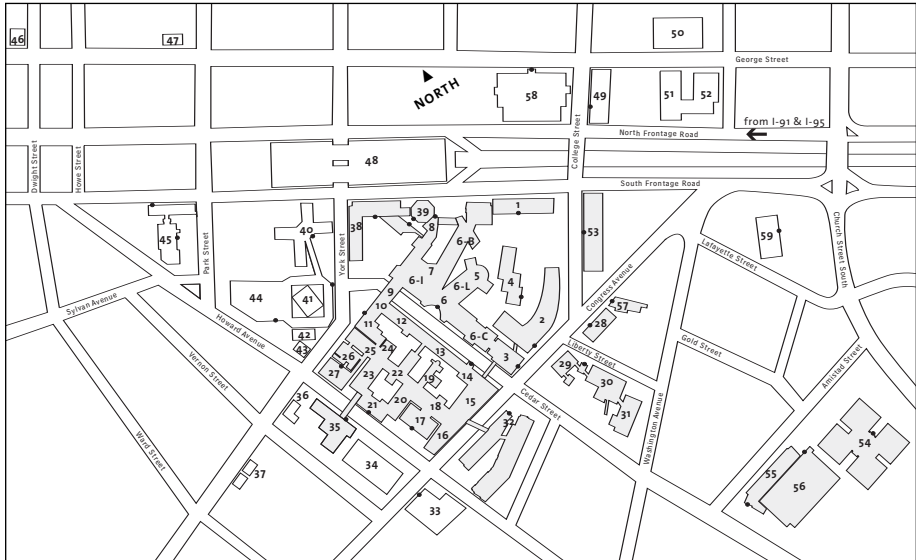 46
47
50
George Street
NORTH
58
49
51
52
from I-91 & I-95
North Frontage Road
College Street
Dwight Street
Howe Street
48
South Frontage Road
1
39
38
8
6-B
53
Church Street South
59
Lafayette Street
45
Park Street
40
York Street
7
6-I
5
6-L
4
44
41
9
10
6
2
57
28
Congress Avenue
Sylvan Avenue
Howard Avenue
42
43
11
12
6-C
3
Liberty Street
Gold Street
Vernon Street
26
25
24
13
14
29
27
23
22
19
15
30
Amistad Street
36
21
20
18
17
16
Cedar Street
32
31
Washington Avenue
35
34
Ward Street
37
33
54
55
56